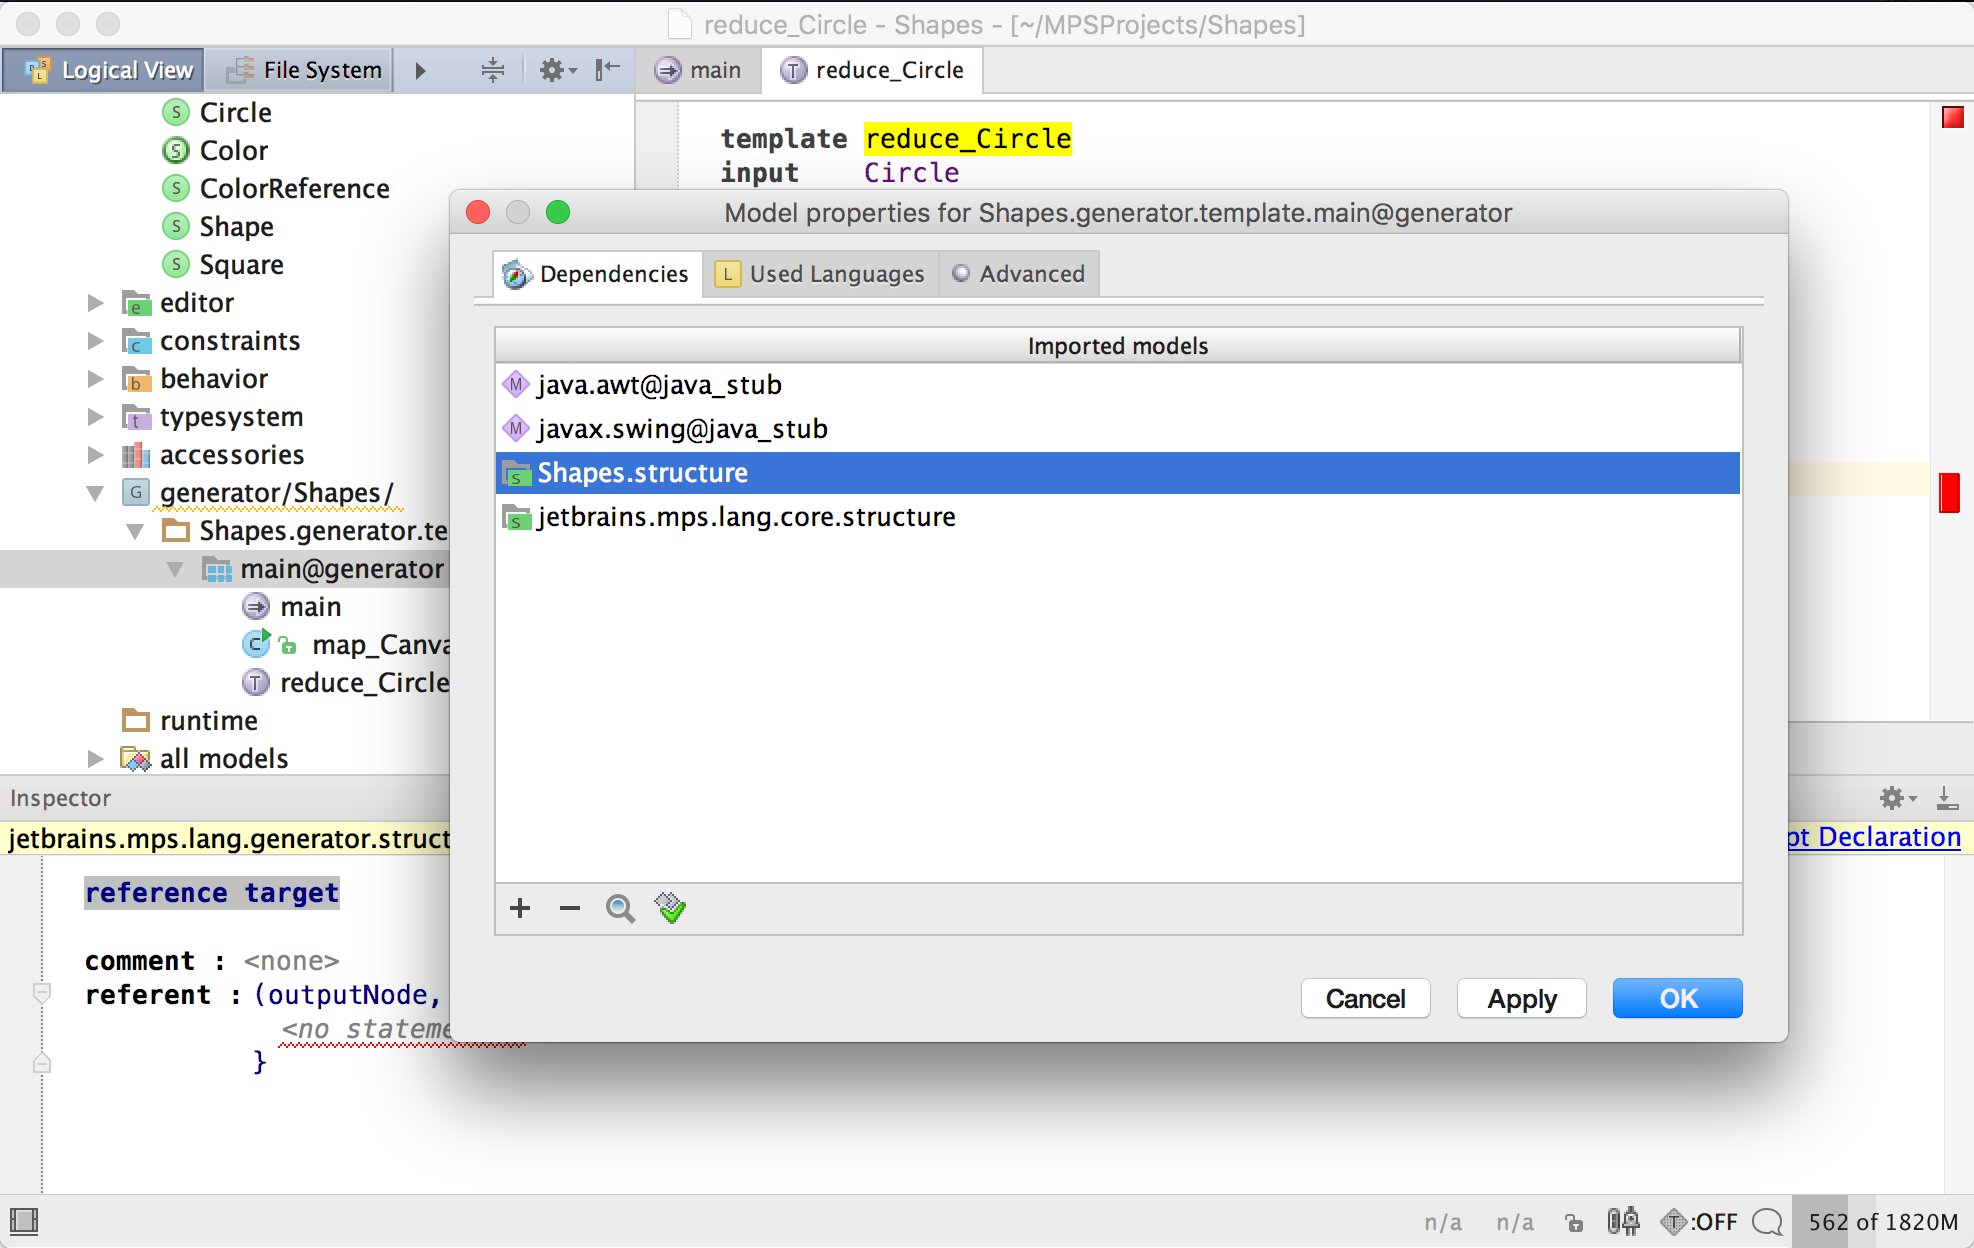 reduce_Circle - Shapes - [~/MPSProjects/Shapes]
Logical View
File System
main
reduce_Circle
Circle
Color
ColorReference
Shape
Square
editor
constraints
behavior
typesystem
accessories
generator/Shapes/
Shapes.generator.te
main@generator
main
map_Canva
reduce_Circle
runtime
all models
template reduce_Circle
input Circle
Model properties for Shapes.generator.template.main@generator
Dependencies
Used Languages
Advanced
Imported models
java.awt@java_stub
javax.swing@java_stub
Shapes.structure
jetbrains.mps.lang.core.structure
Cancel
Apply
OK
Inspector
jetbrains.mps.lang.generator.struct
pt Declaration
reference target
comment : <none>
referent : (outputNode,
<no stateme
}
n/a
n/a
T :OFF
562 of 1820M